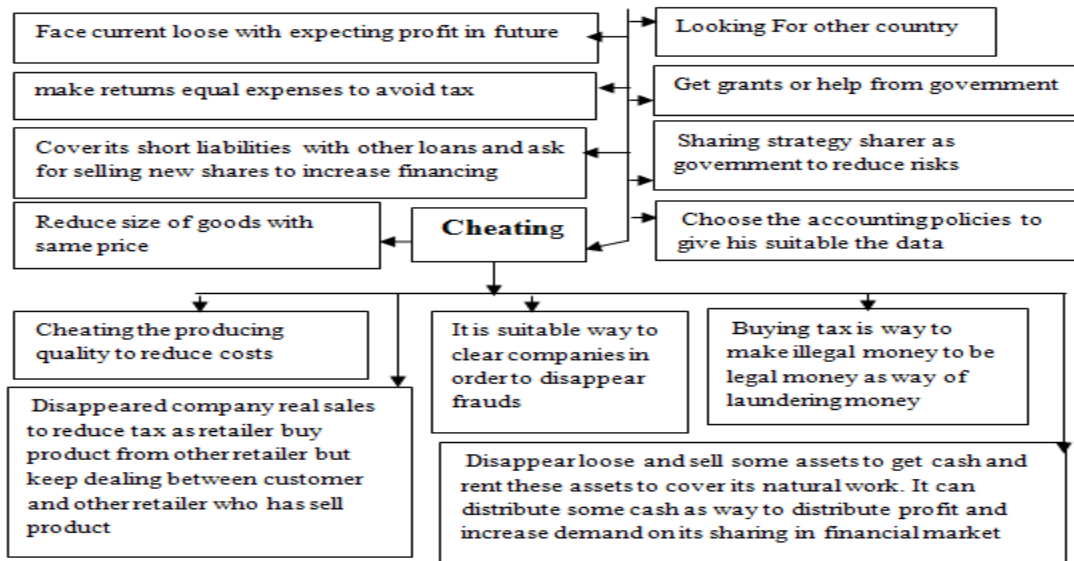 Face current loose with expecting profit in future
Looking For other country
make returns equal expenses to avoid tax
Get grants or help from government
Cover its short liabilities with other loans and ask
for selling new shares to increase financing
Sharing strategy sharer as
government to reduce risks
Reduce size of goods with
same price
Cheating
Choose the accounting policies to
give his suitable the data
Cheating the producing
quality to reduce costs
It is suitable way to
clear companies in
order to disappear
frauds
Buying tax is way to
make illegal money to be
legal money as way of
laundering money
Disappeared company real sales
to reduce tax as retailer buy
product from other retailer but
keep dealing between customer
and other retailer who has sell
product
Disappear loose and sell some assets to get cash and
rent these assets to cover its natural work. It can
distribute some cash as way to distribute profit and
increase demand on its sharing in financial market